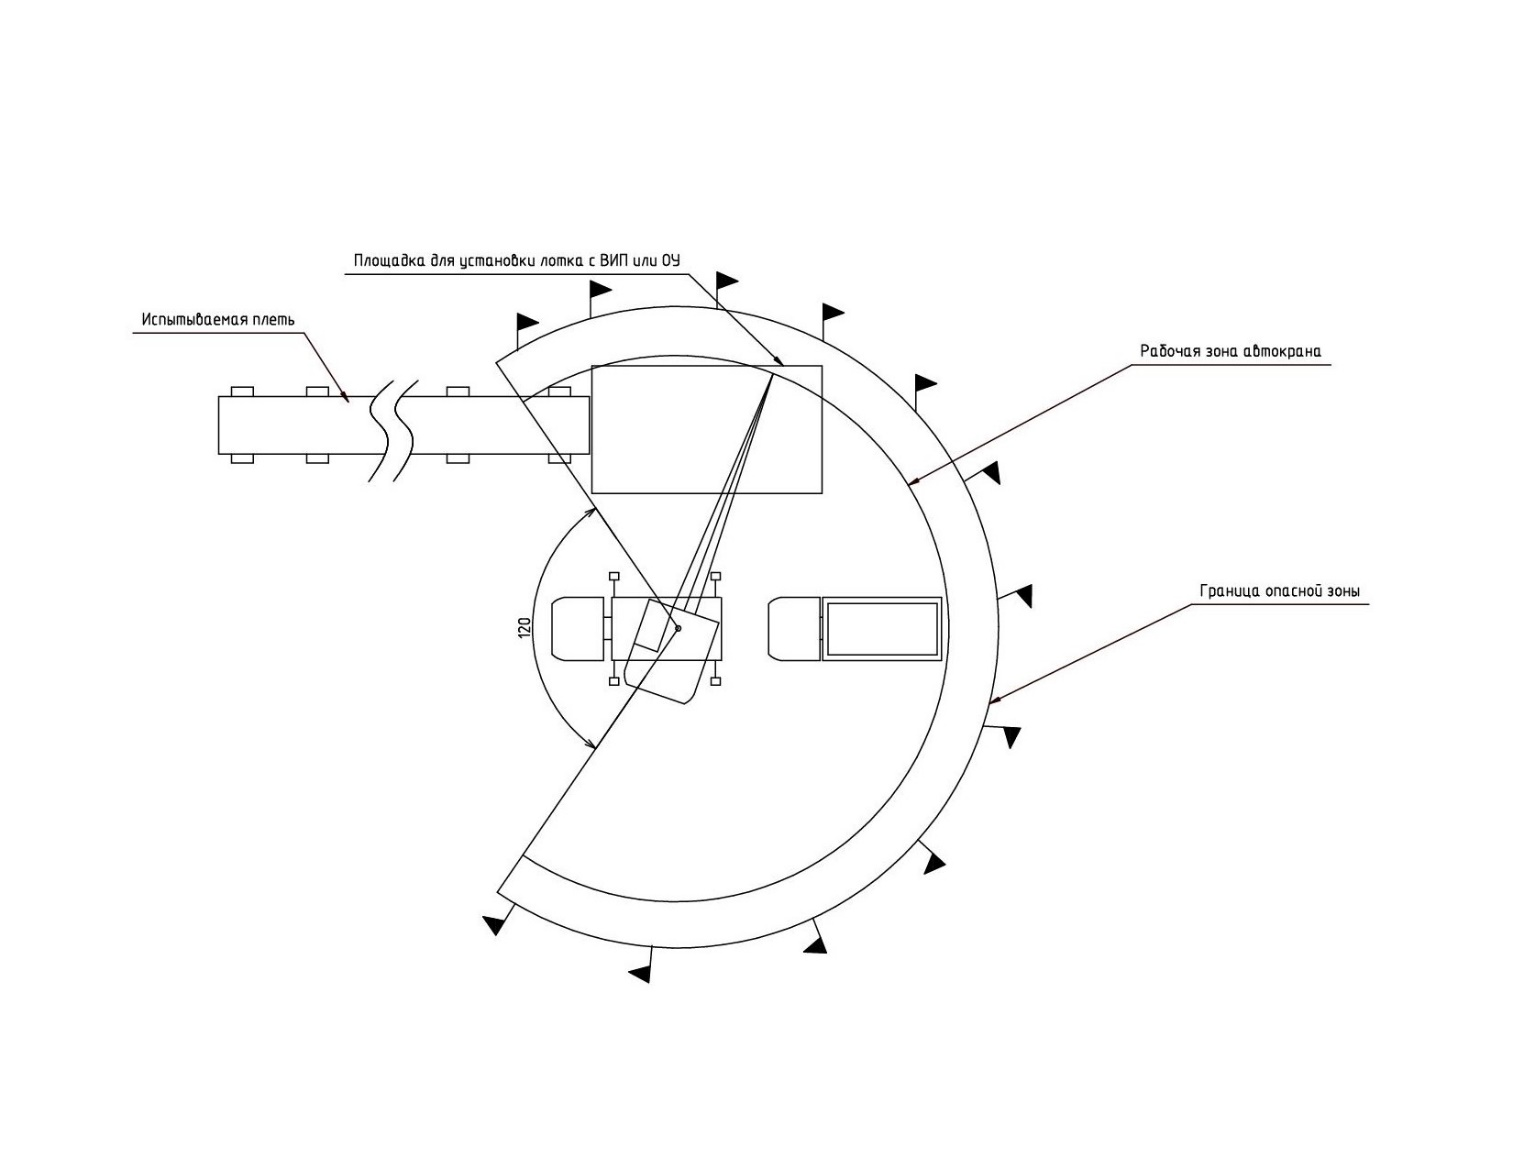 Площадка для установки лотка с ВИП или ОУ
Испытываемая плеть
Рабочая зона автокрана
Граница опасной зоны
120